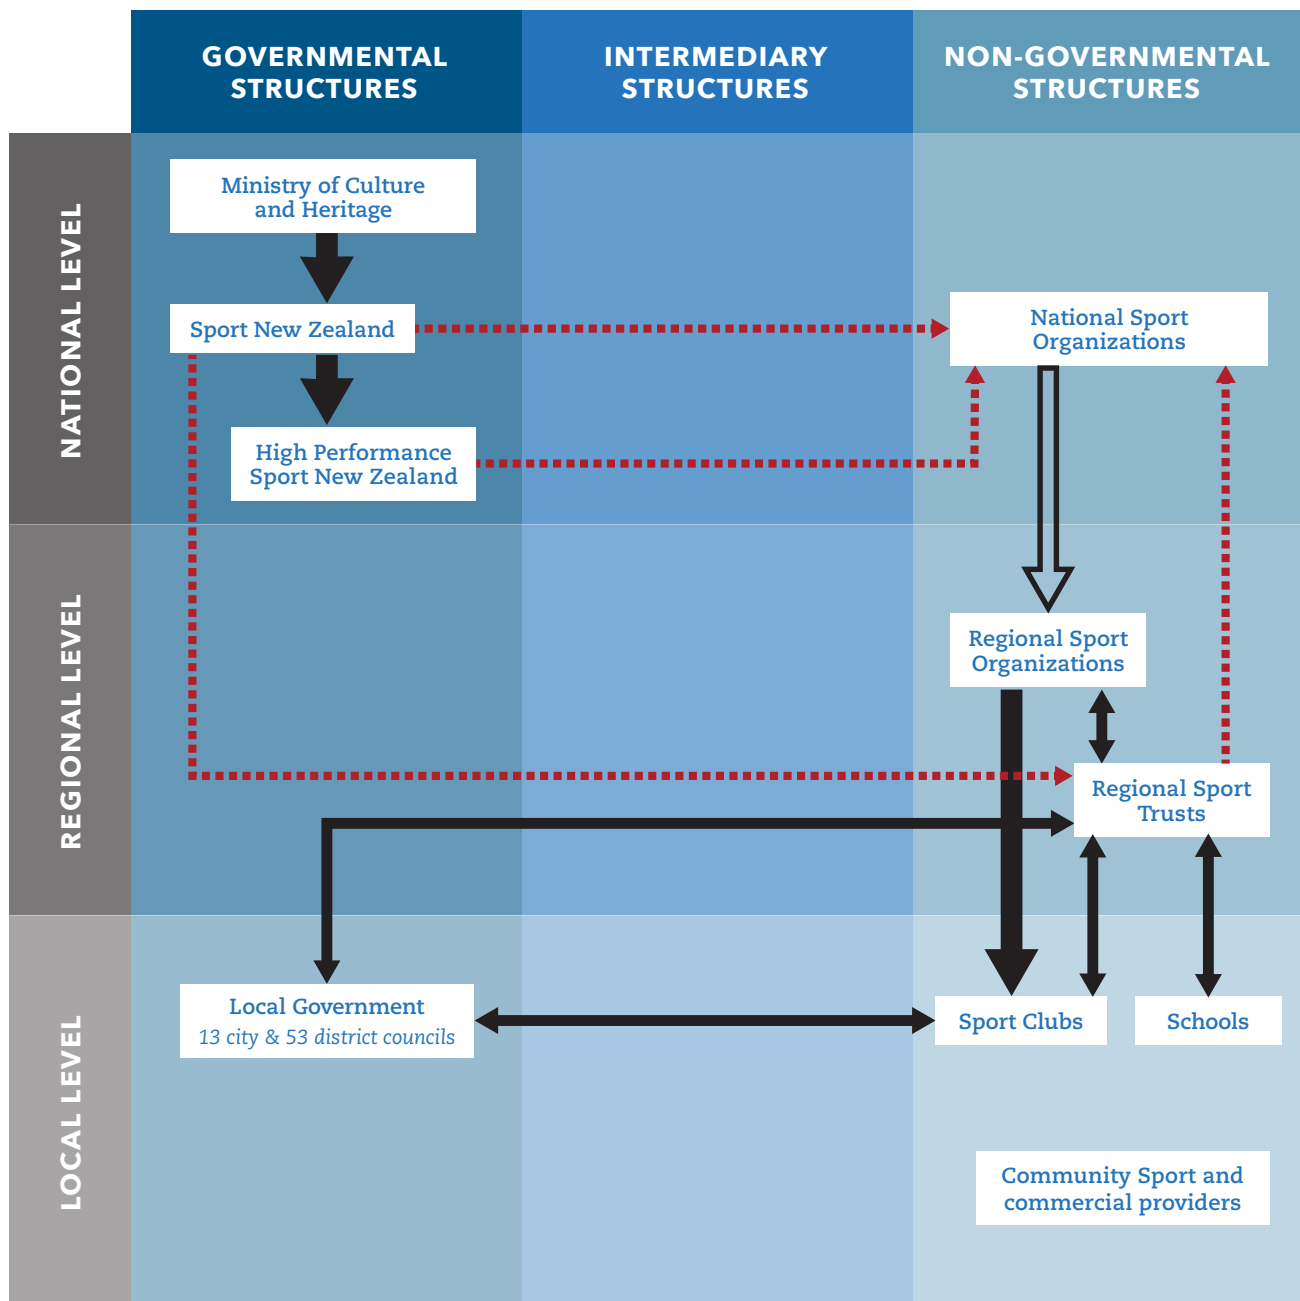 GOVERNMENTAL
STRUCTURES
INTERMEDIARY
STRUCTURES
NON-GOVERNMENTAL
STRUCTURES
NATIONAL LEVEL
Ministry of Culture
and Heritage
Sport New Zealand
National Sport
Organizations
High Performance
Sport New Zealand
REGIONAL LEVEL
Regional Sport
Organizations
Regional Sport
Trusts
LOCAL LEVEL
Local Government
13 city & 53 district councils
Sport Clubs
Schools
Community Sport and
commercial providers